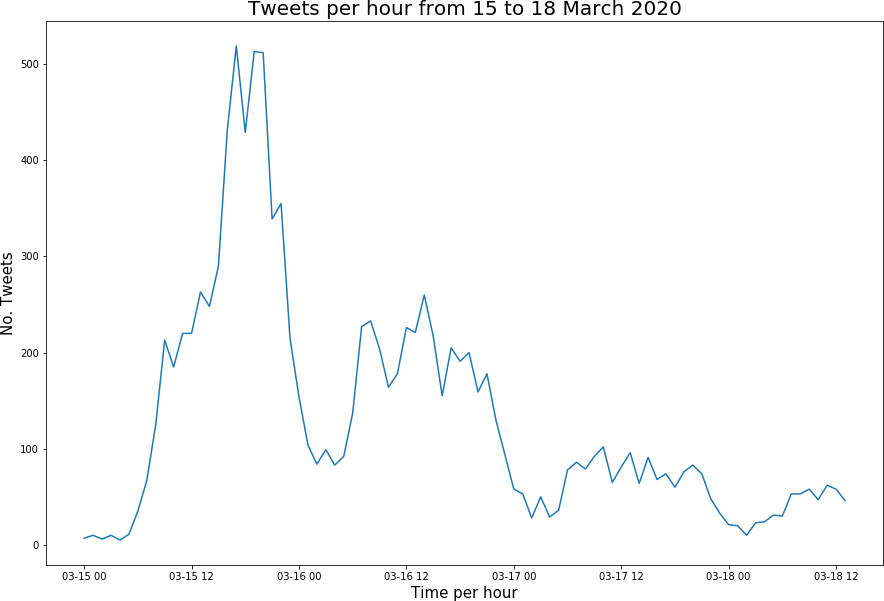 Tweets per hour from 15 to 18 March 2020
No. Tweets
500
400
300
200
100
0
03-15 00 03-15 12 03-16 00 03-16 12 03-17 00 03-17 12 03-18 00 03-18 12
Time per hour